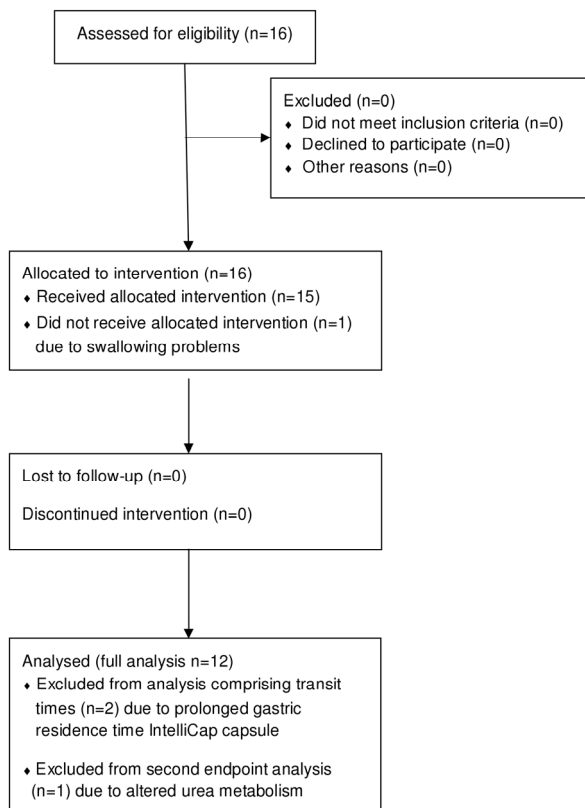 Assessed for eligibility (n=16)
Excluded (n=0)
♦ Did not meet inclusion criteria (n=0)
♦ Declined to participate (n=0)
♦ Other reasons (n=0)
Allocated to intervention (n=16)
♦ Received allocated intervention (n=15)
♦ Did not receive allocated intervention (n=1)
due to swallowing problems
Lost to follow-up (n=0)
Discontinued intervention (n=0)
Analysed (full analysis n=12)
♦ Excluded from analysis comprising transit
times (n=2) due to prolonged gastric
residence time IntelliCap capsule
♦ Excluded from second endpoint analysis
(n=1) due to altered urea metabolism